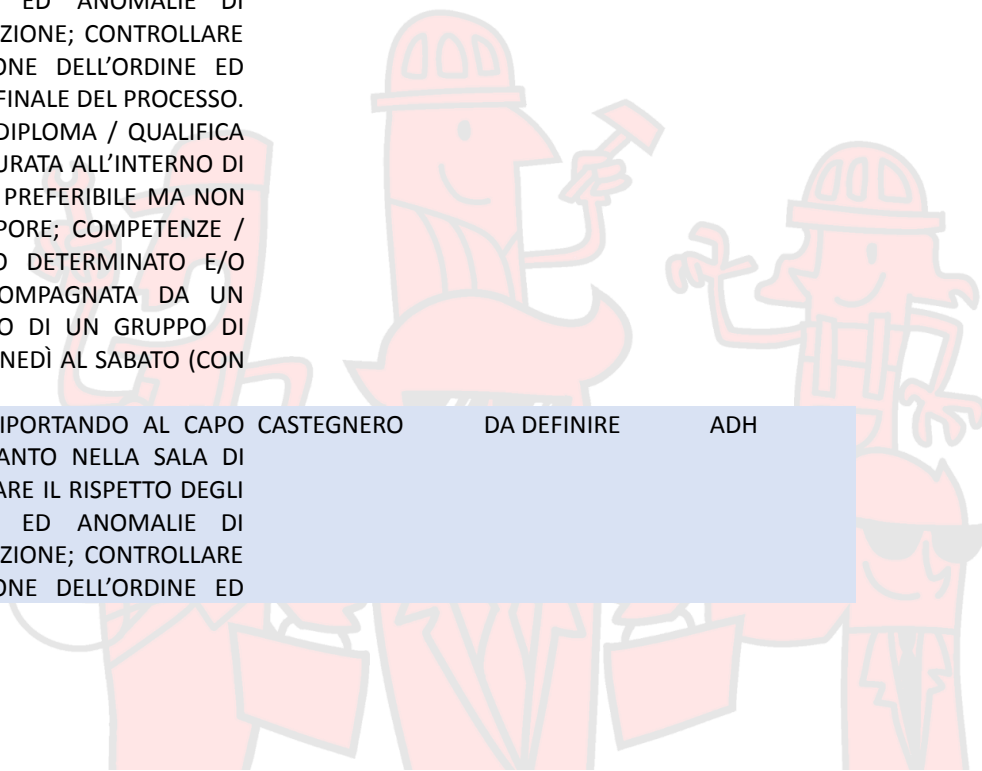 ED ANOMALIE DI
ZIONE; CONTROLLARE
ONE DELL'ORDINE ED
FINALE DEL PROCESSO.
DIPLOMA / QUALIFICA
URATA ALL'INTERNO DI
PREFERIBILE MA NON
PORE; COMPETENZE /
O DETERMINATO E/O
OMPAGNATA DA UN
O DI UN GRUPPO DI
NEDÌ AL SABATO (CON
IPORTANDO AL CAPO CASTEGNERO DA DEFINIRE ADH
ANTO NELLA SALA DI
ARE IL RISPETTO DEGLI
ED ANOMALIE DI
ZIONE; CONTROLLARE
ONE DELL'ORDINE ED